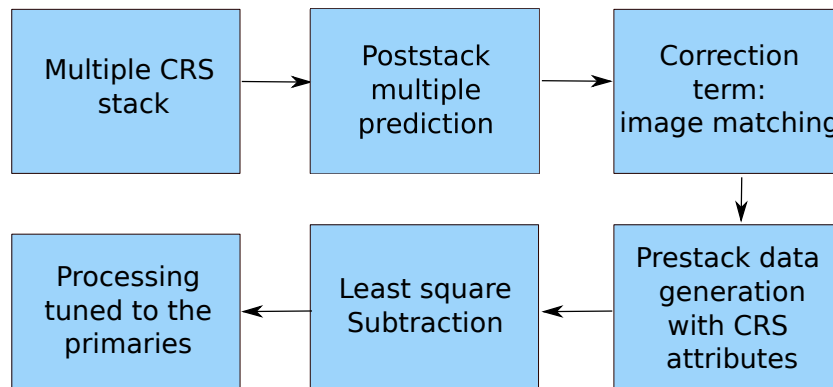 Multiple CRS
stack
Poststack
multiple
prediction
Correction
term:
image matching
Prestack data
generation
with CRS
attributes
Least square
Subtraction
Processing
tuned to the
primaries